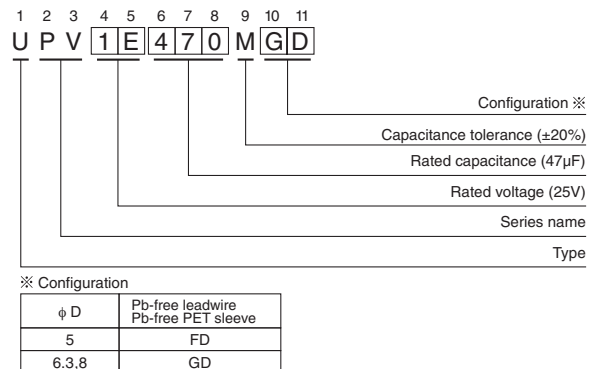 1 2 3 4 5 6 7 8 9 10 11
U P V 1 E 4 7 0 M G D
Configuration ※
Capacitance tolerance (±20%)
Rated capacitance (47µF)
Rated voltage (25V)
Series name
Type
※ Configuration
ϕ D
Pb-free leadwire
Pb-free PET sleeve
5 FD
6.3,8 GD